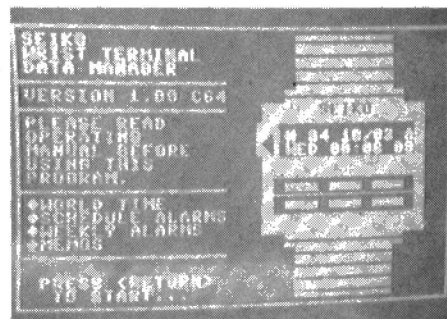 SEIKO
WRIST TERMINAL
DATA MANAGER
VERSION 1.00 C64
PLEASE READ
OPERATING
MANUAL BEFORE
USING THIS
PROGRAM.
◆WORLD TIME
◆SCHEDULE ALARMS
◆WEEKLY ALARMS
◆MEMOS
PRESS <RETURN>
TO START...
SEIKO
WED